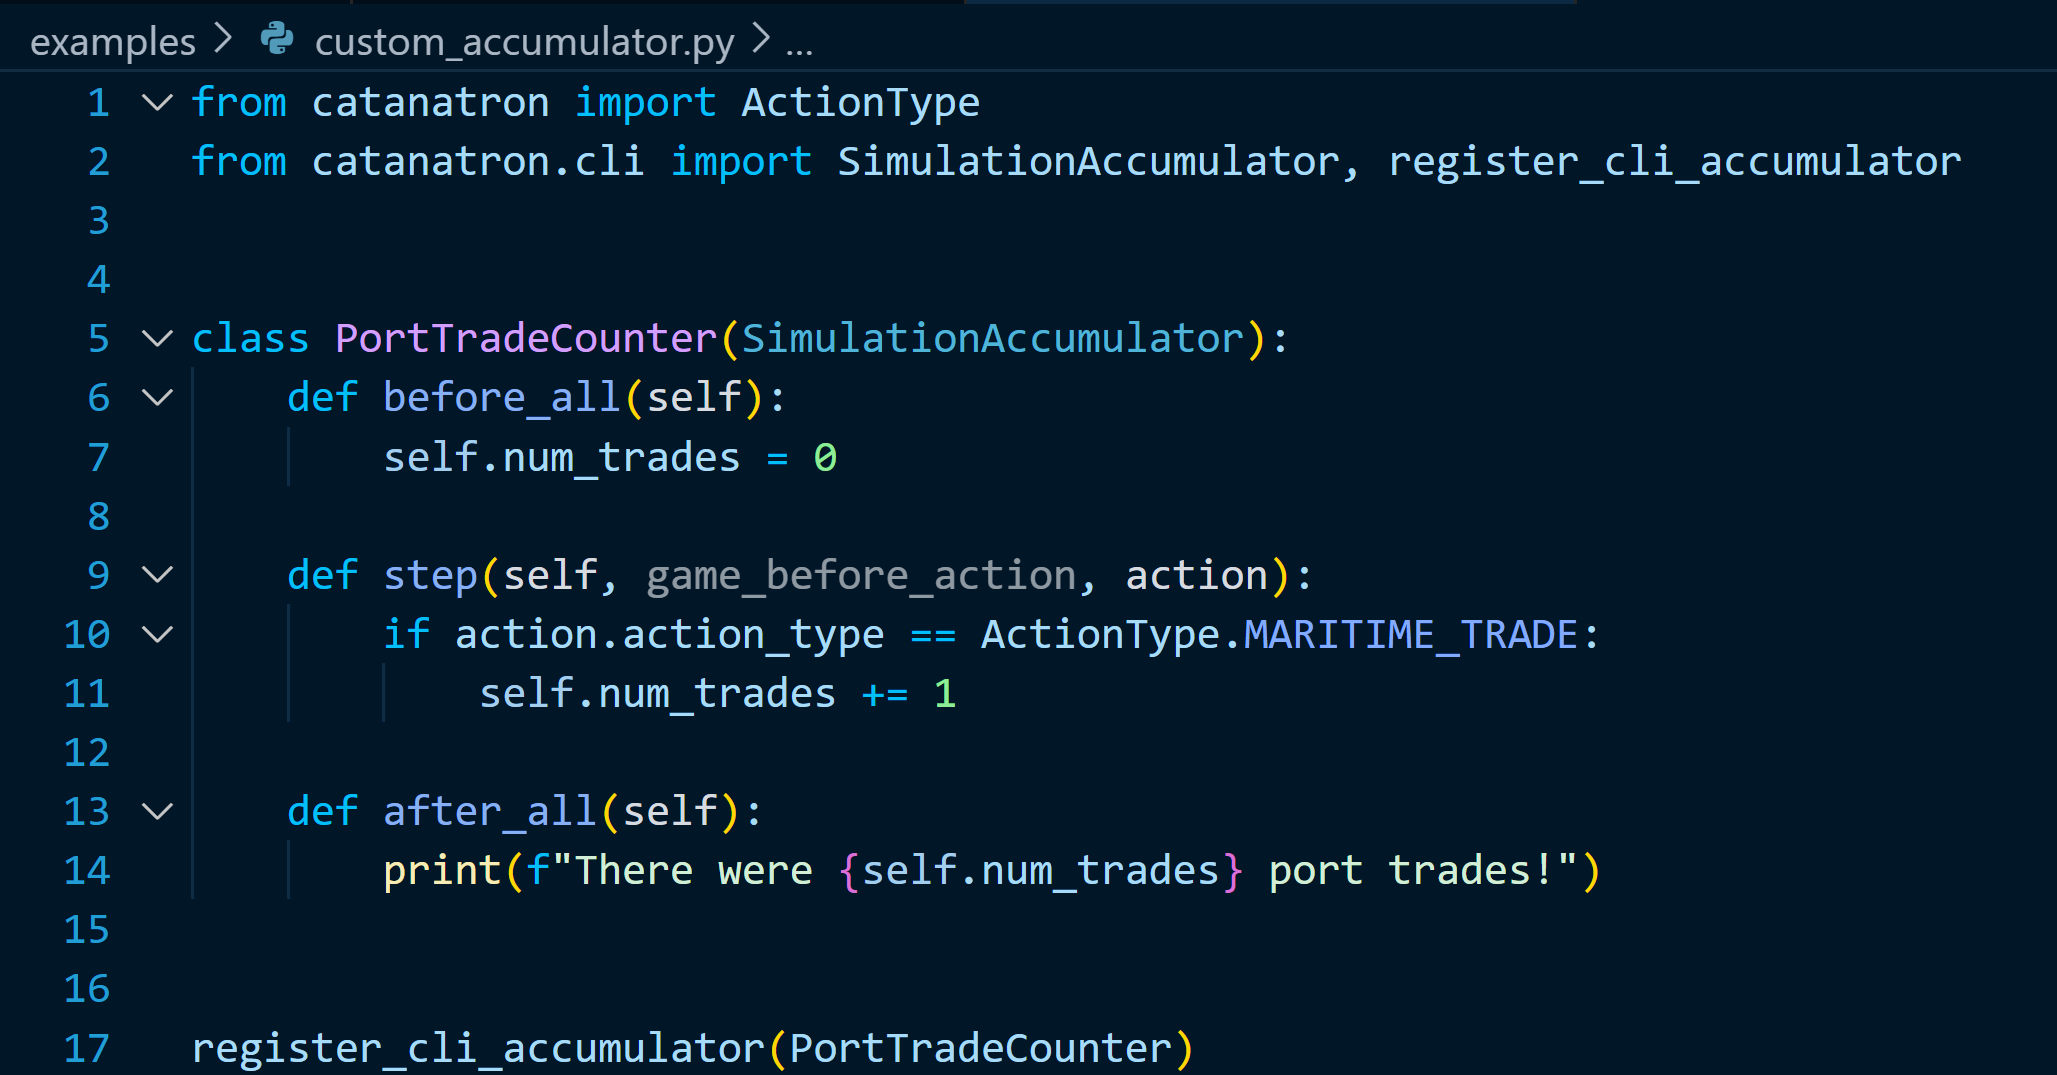 examples > custom_accumulator.py > ...
1 from catanatron import ActionType
2 from catanatron.cli import SimulationAccumulator, register_cli_accumulator
3
4
5 class PortTradeCounter(SimulationAccumulator):
6     def before_all(self):
7         self.num_trades = 0
8
9     def step(self, game_before_action, action):
10         if action.action_type == ActionType.MARITIME_TRADE:
11             self.num_trades += 1
12
13     def after_all(self):
14         print(f"There were {self.num_trades} port trades!")
15
16
17 register_cli_accumulator(PortTradeCounter)